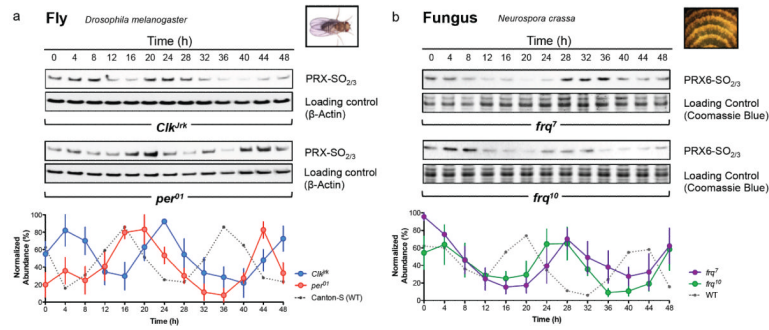 a Fly Drosophila melanogaster
Time (h)
0 4 8 12 16 20 24 28 32 36 40 44 48
PRX-SO2/3
Loading control
(β-Actin)
ClkJrk
PRX-SO2/3
Loading control
(β-Actin)
per01
Normalized
Abundance (%)
100
80
60
40
20
0
0 4 8 12 16 20 24 28 32 36 40 44 48
Time (h)
Clkjrk
per01
Canton-S (WT)
b Fungus Neurospora crassa
Time (h)
0 4 8 12 16 20 24 28 32 36 40 44 48
PRX6-SO2/3
Loading Control
(Coomassie Blue)
frq7
PRX6-SO2/3
Loading Control
(Coomassie Blue)
frq10
Normalized
Abundance (%)
100
80
60
40
20
0
0 4 8 12 16 20 24 28 32 36 40 44 48
Time (h)
frq7
frq10
WT